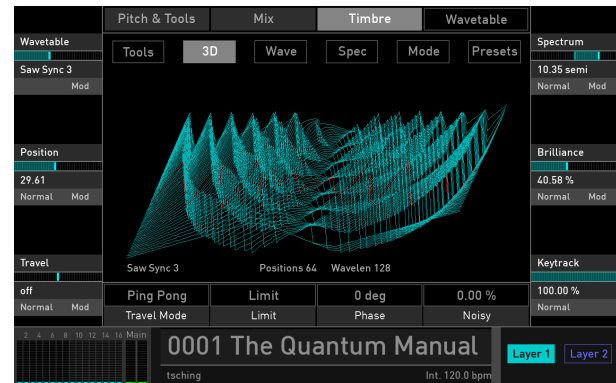 Pitch & Tools Mix Timbre Wavetable
Wavetable
Saw Sync 3
Mod
Tools 3D Wave Spec Mode Presets
Spectrum
10.35 semi
Normal Mod
Position
29.61
Normal Mod
Brilliance
40.58 %
Normal Mod
Travel
off
Normal Mod
Saw Sync 3 Positions 64 Wavelen 128
Keytrack
100.00 %
Normal
Ping Pong Limit 0 deg 0.00 %
Travel Mode Limit Phase Noisy
2 4 6 8 10 12 14 16 Main
0001 The Quantum Manual
tsching Int. 120.0 bpm
Layer 1 Layer 2